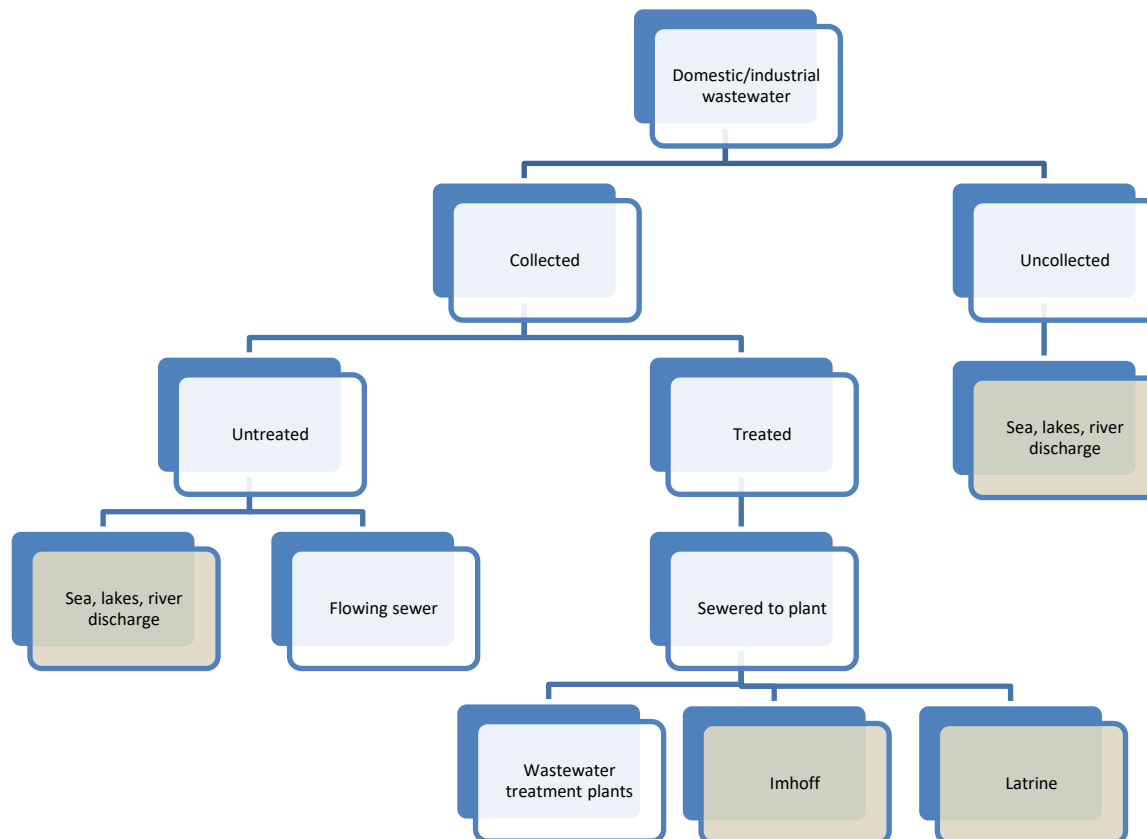 Domestic/industrial
wastewater
Collected
Uncollected
Untreated
Treated
Sea, lakes, river
discharge
Sea, lakes, river
discharge
Flowing sewer
Sewered to plant
Wastewater
treatment plants
Imhoff
Latrine